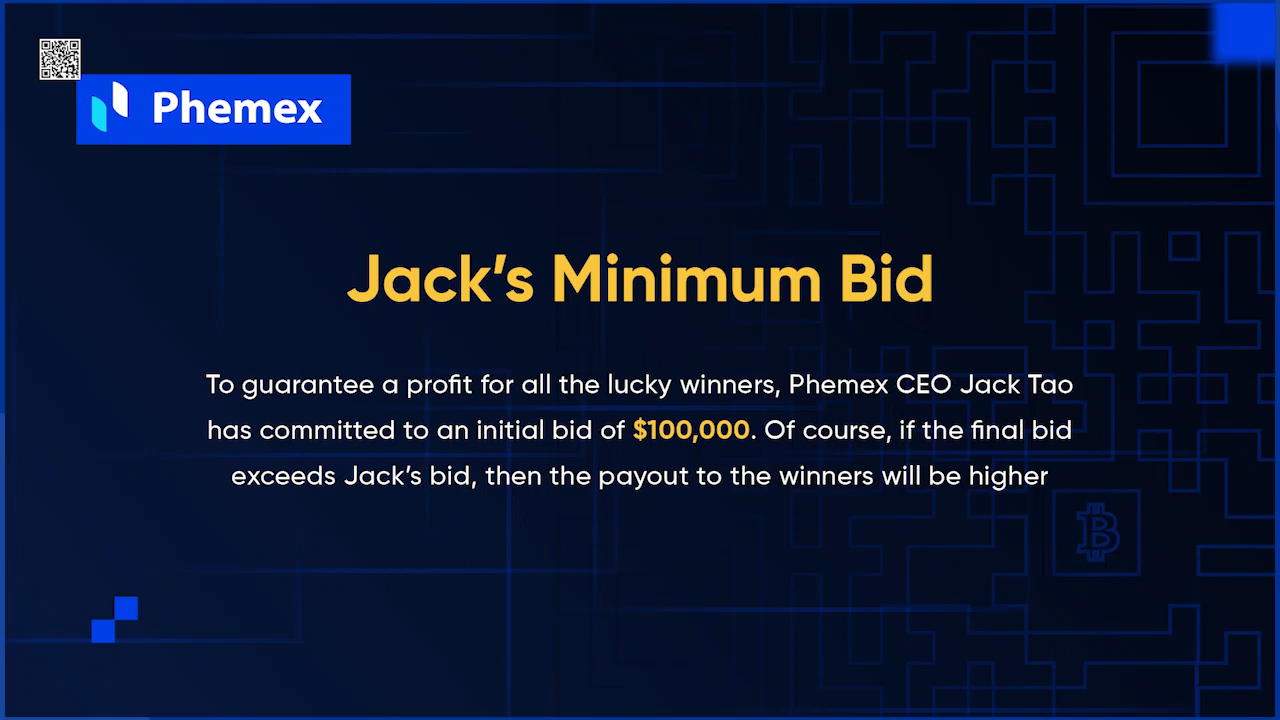 Phemex
Jack’s Minimum Bid
To guarantee a profit for all the lucky winners, Phemex CEO Jack Tao
has committed to an initial bid of $100,000. Of course, if the final bid
exceeds Jack’s bid, then the payout to the winners will be higher